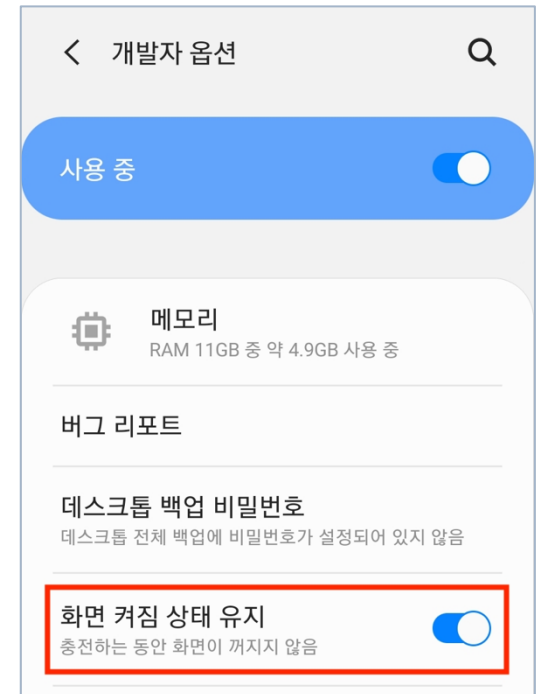 개발자 옵션
사용 중
메모리
RAM 11GB 중 약 4.9GB 사용 중
버그 리포트
데스크톱 백업 비밀번호
데스크톱 전체 백업에 비밀번호가 설정되어 있지 않음
화면 켜짐 상태 유지
충전하는 동안 화면이 꺼지지 않음